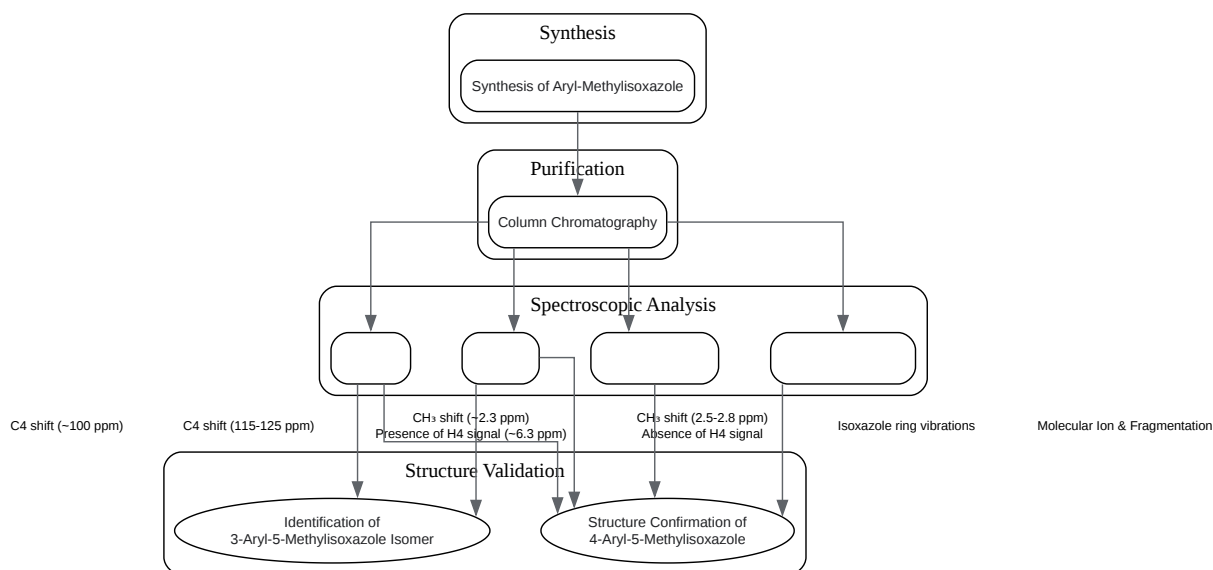 Synthesis
Synthesis of Aryl-Methylisoxazole
Purification
Column Chromatography
Spectroscopic Analysis
C4 shift (~100 ppm)
C4 shift (115-125 ppm)
CH₃ shift (~2.3 ppm)
Presence of H4 signal (~6.3 ppm)
CH₃ shift (2.5-2.8 ppm)
Absence of H4 signal
Isoxazole ring vibrations
Molecular Ion & Fragmentation
Structure Validation
Identification of
3-Aryl-5-Methylisoxazole Isomer
Structure Confirmation of
4-Aryl-5-Methylisoxazole